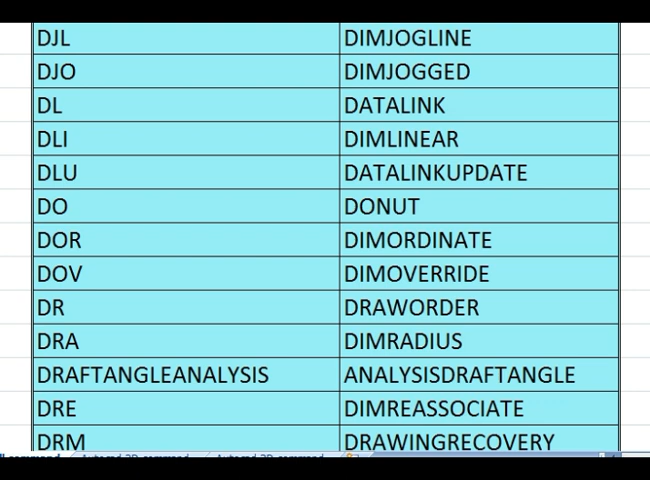 DJL DIMJOGLINE
DJO DIMJOGGED
DL DATALINK
DLI DIMLINEAR
DLU DATALINKUPDATE
DO DONUT
DOR DIMORDINATE
DOV DIMOVERRIDE
DR DRAWORDER
DRA DIMRADIUS
DRAFTANGLEANALYSIS ANALYSISDRAFTANGLE
DRE DIMREASSOCIATE
DRM DRAWINGRECOVERY